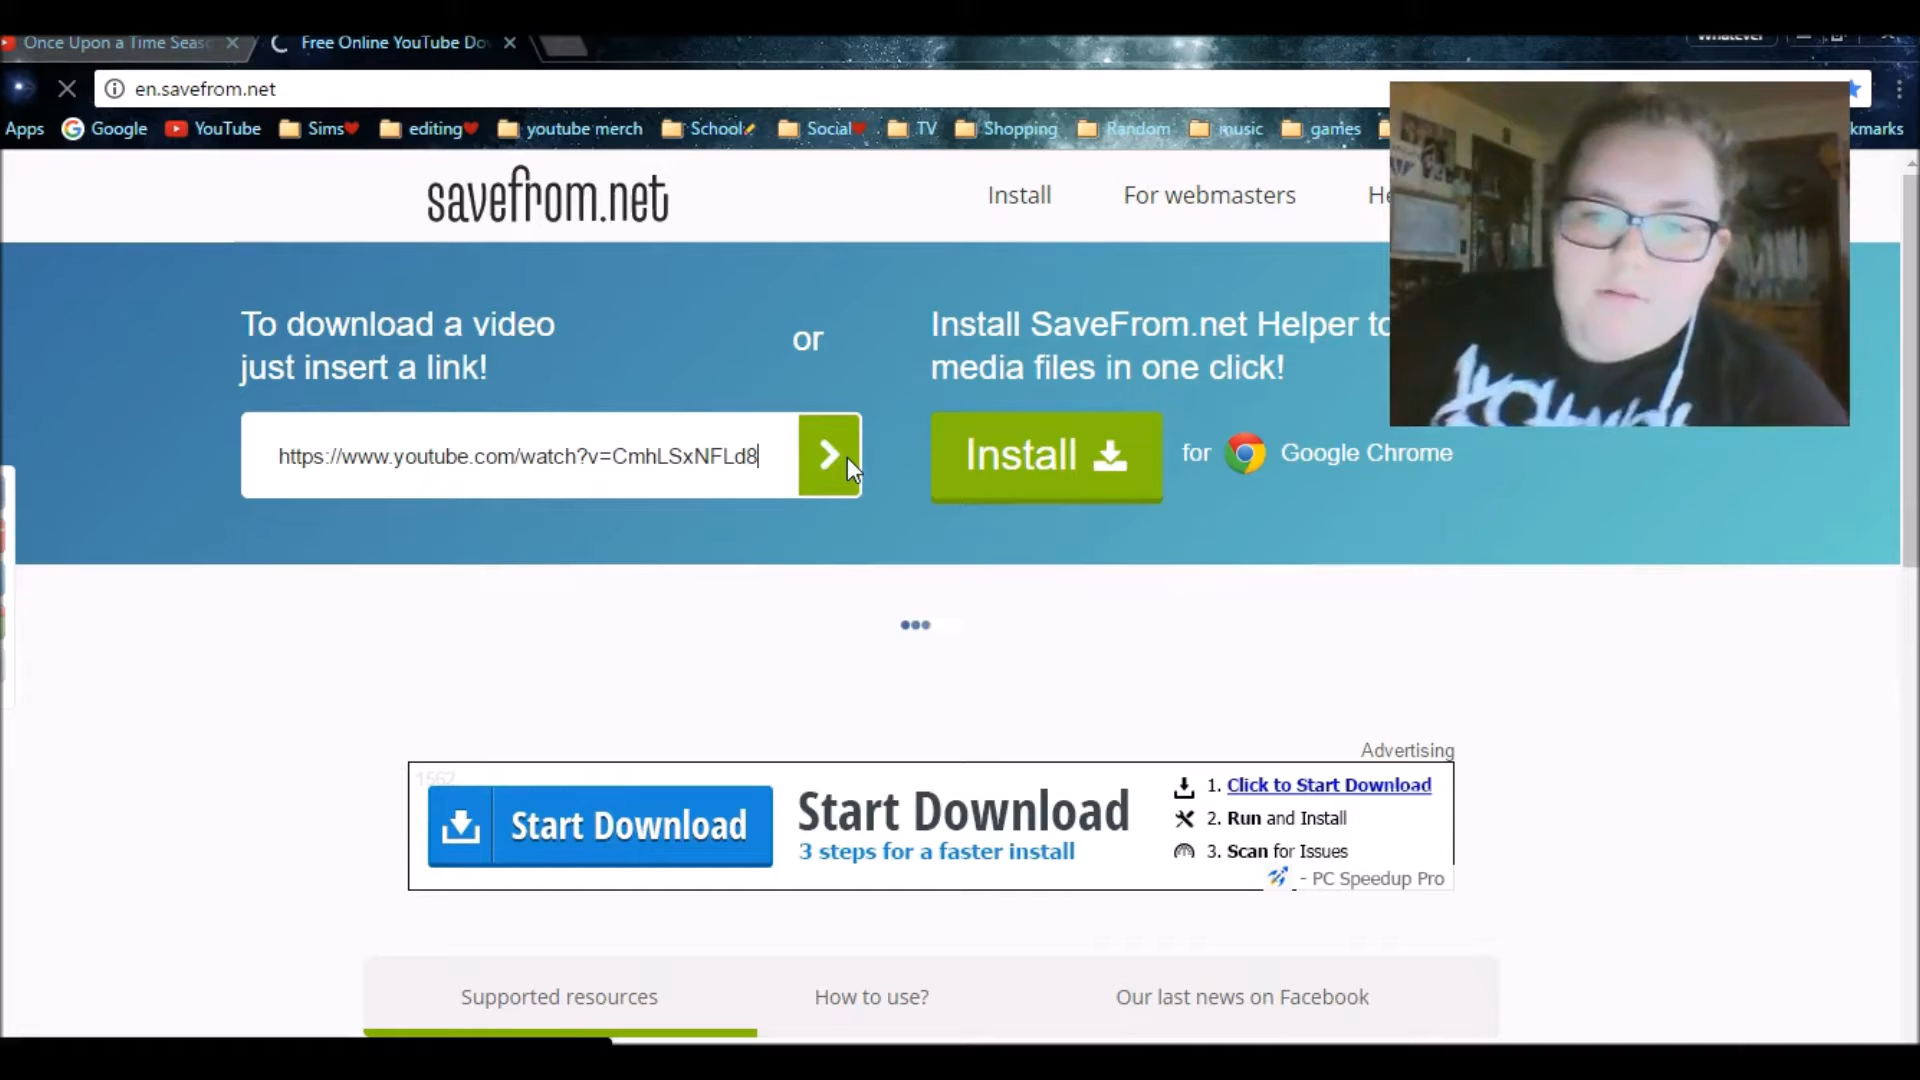 Once Upon a Time Seas
Free Online YouTube Do
Whatever
en.savefrom.net
Apps
Google
YouTube
Sims
editing
youtube merch
School
Social
TV
Shopping
Random
music
games
kmarks
savefrom.net
Install
For webmasters
He
To download a video
just insert a link!
or
Install SaveFrom.net Helper to
media files in one click!
https://www.youtube.com/watch?v=CmhLSxNFLd8
Install
for
Google Chrome
Advertising
1562
Start Download
Start Download
3 steps for a faster install
1. Click to Start Download
2. Run and Install
3. Scan for Issues
- PC Speedup Pro
Supported resources
How to use?
Our last news on Facebook